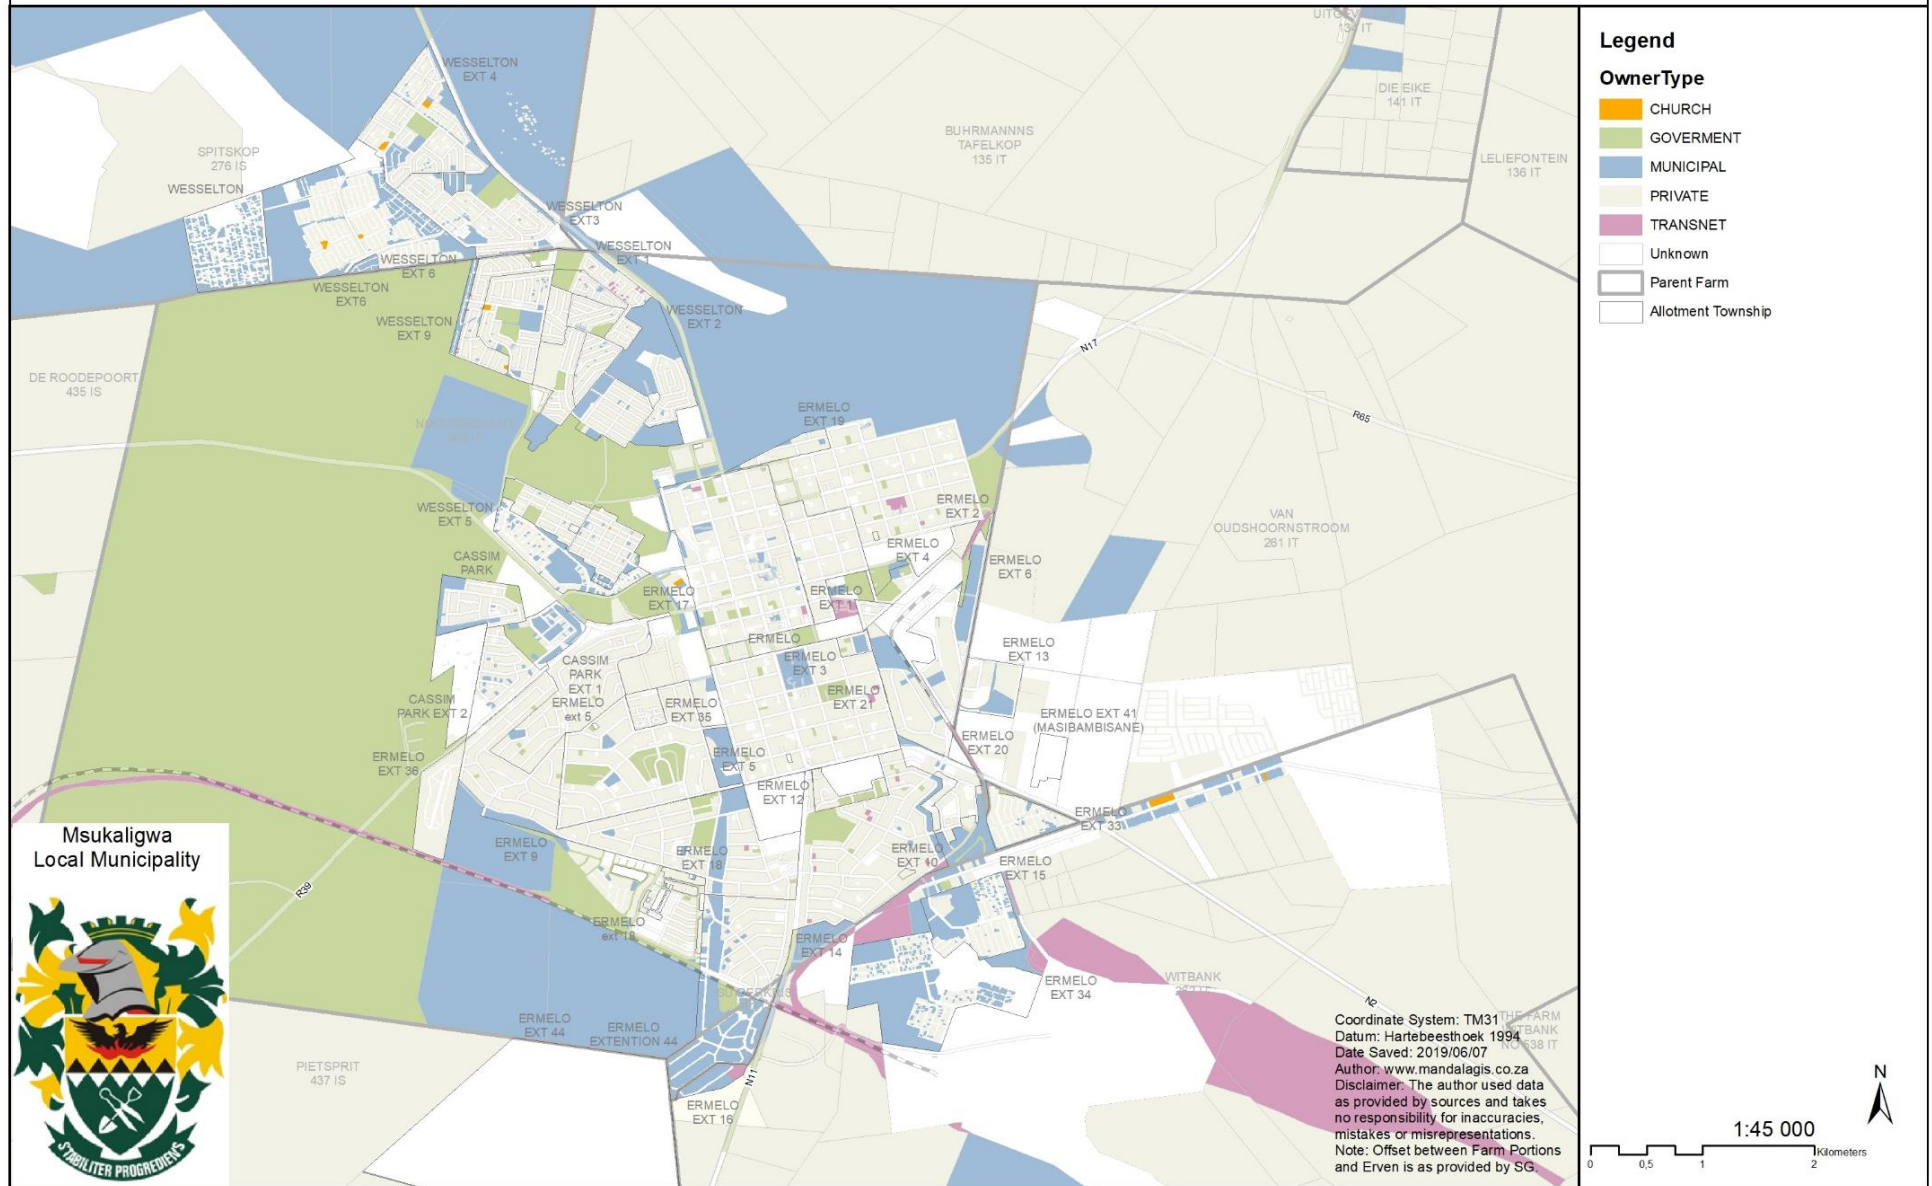 UITGEV
134 IT
WESSELTON
EXT 4
DIE EIKE
141 IT
BUHRMANNNS
TAFELKOP
135 IT
SPITSKOP
276 IS
LELIEFONTEIN
136 IT
WESSELTON
WESSELTON
EXT3
WESSELTON
EXT 1
WESSELTON
EXT 6
WESSELTON
EXT6
WESSELTON
EXT 9
WESSELTON
EXT 2
N17
DE ROODEPOORT
435 IS
ERMELO
EXT 19
R65
WESSELTON
EXT 5
ERMELO
EXT 2
VAN
OUDSHOORNSTROOM
261 IT
CASSIM
PARK
ERMELO
EXT 4
ERMELO
EXT 6
ERMELO
EXT 17
ERMELO
EXT 1
ERMELO
ERMELO
EXT 13
ERMELO
EXT 3
CASSIM
PARK
EXT 1
ERMELO
ext 5
ERMELO
EXT 21
CASSIM
PARK EXT 2
ERMELO
EXT 35
ERMELO EXT 41
(MASIBAMBISANE)
ERMELO
EXT 20
ERMELO
EXT 36
ERMELO
EXT 5
ERMELO
EXT 12
ERMELO
EXT 33
ERMELO
EXT 9
ERMELO
EXT 18
ERMELO
EXT 10
ERMELO
EXT 15
R39
ERMELO
ext 18
ERMELO
EXT 14
ERMELO
EXT 34
WITBANK
N2
THE FARM
WITBANK
NO 538 IT
ERMELO
EXT 44
ERMELO
EXTENTION 44
PIETSPRIT
437 IS
N11
ERMELO
EXT 16
Msukaligwa
Local Municipality
STABILITER PROGREDIENS
Coordinate System: TM31
Datum: Hartebeesthoek 1994
Date Saved: 2019/06/07
Author: www.mandalagis.co.za
Disclaimer: The author used data
as provided by sources and takes
no responsibility for inaccuracies,
mistakes or misrepresentations.
Note: Offset between Farm Portions
and Erven is as provided by SG.
Legend
OwnerType
CHURCH
GOVERMENT
MUNICIPAL
PRIVATE
TRANSNET
Unknown
Parent Farm
Allotment Township
N
1:45 000
0 0,5 1 2 Kilometers